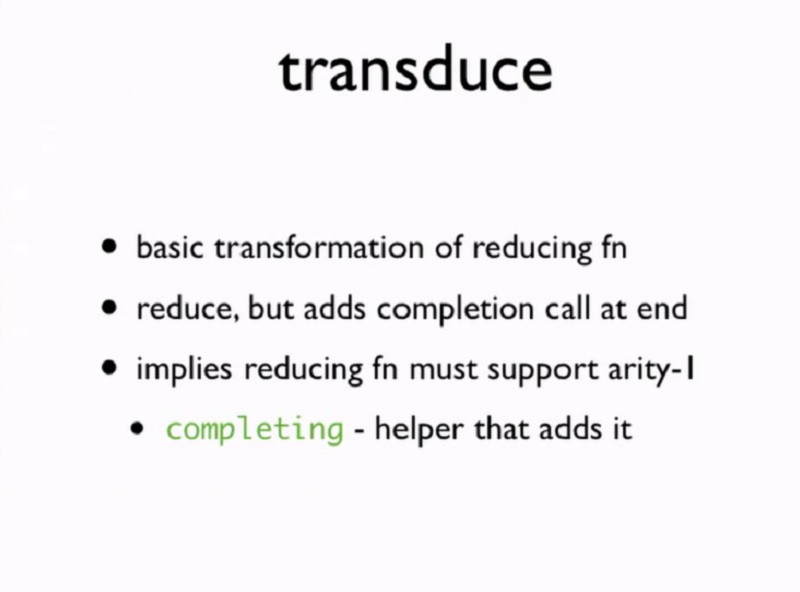 transduce
• basic transformation of reducing fn
• reduce, but adds completion call at end
• implies reducing fn must support arity-1
• completing - helper that adds it